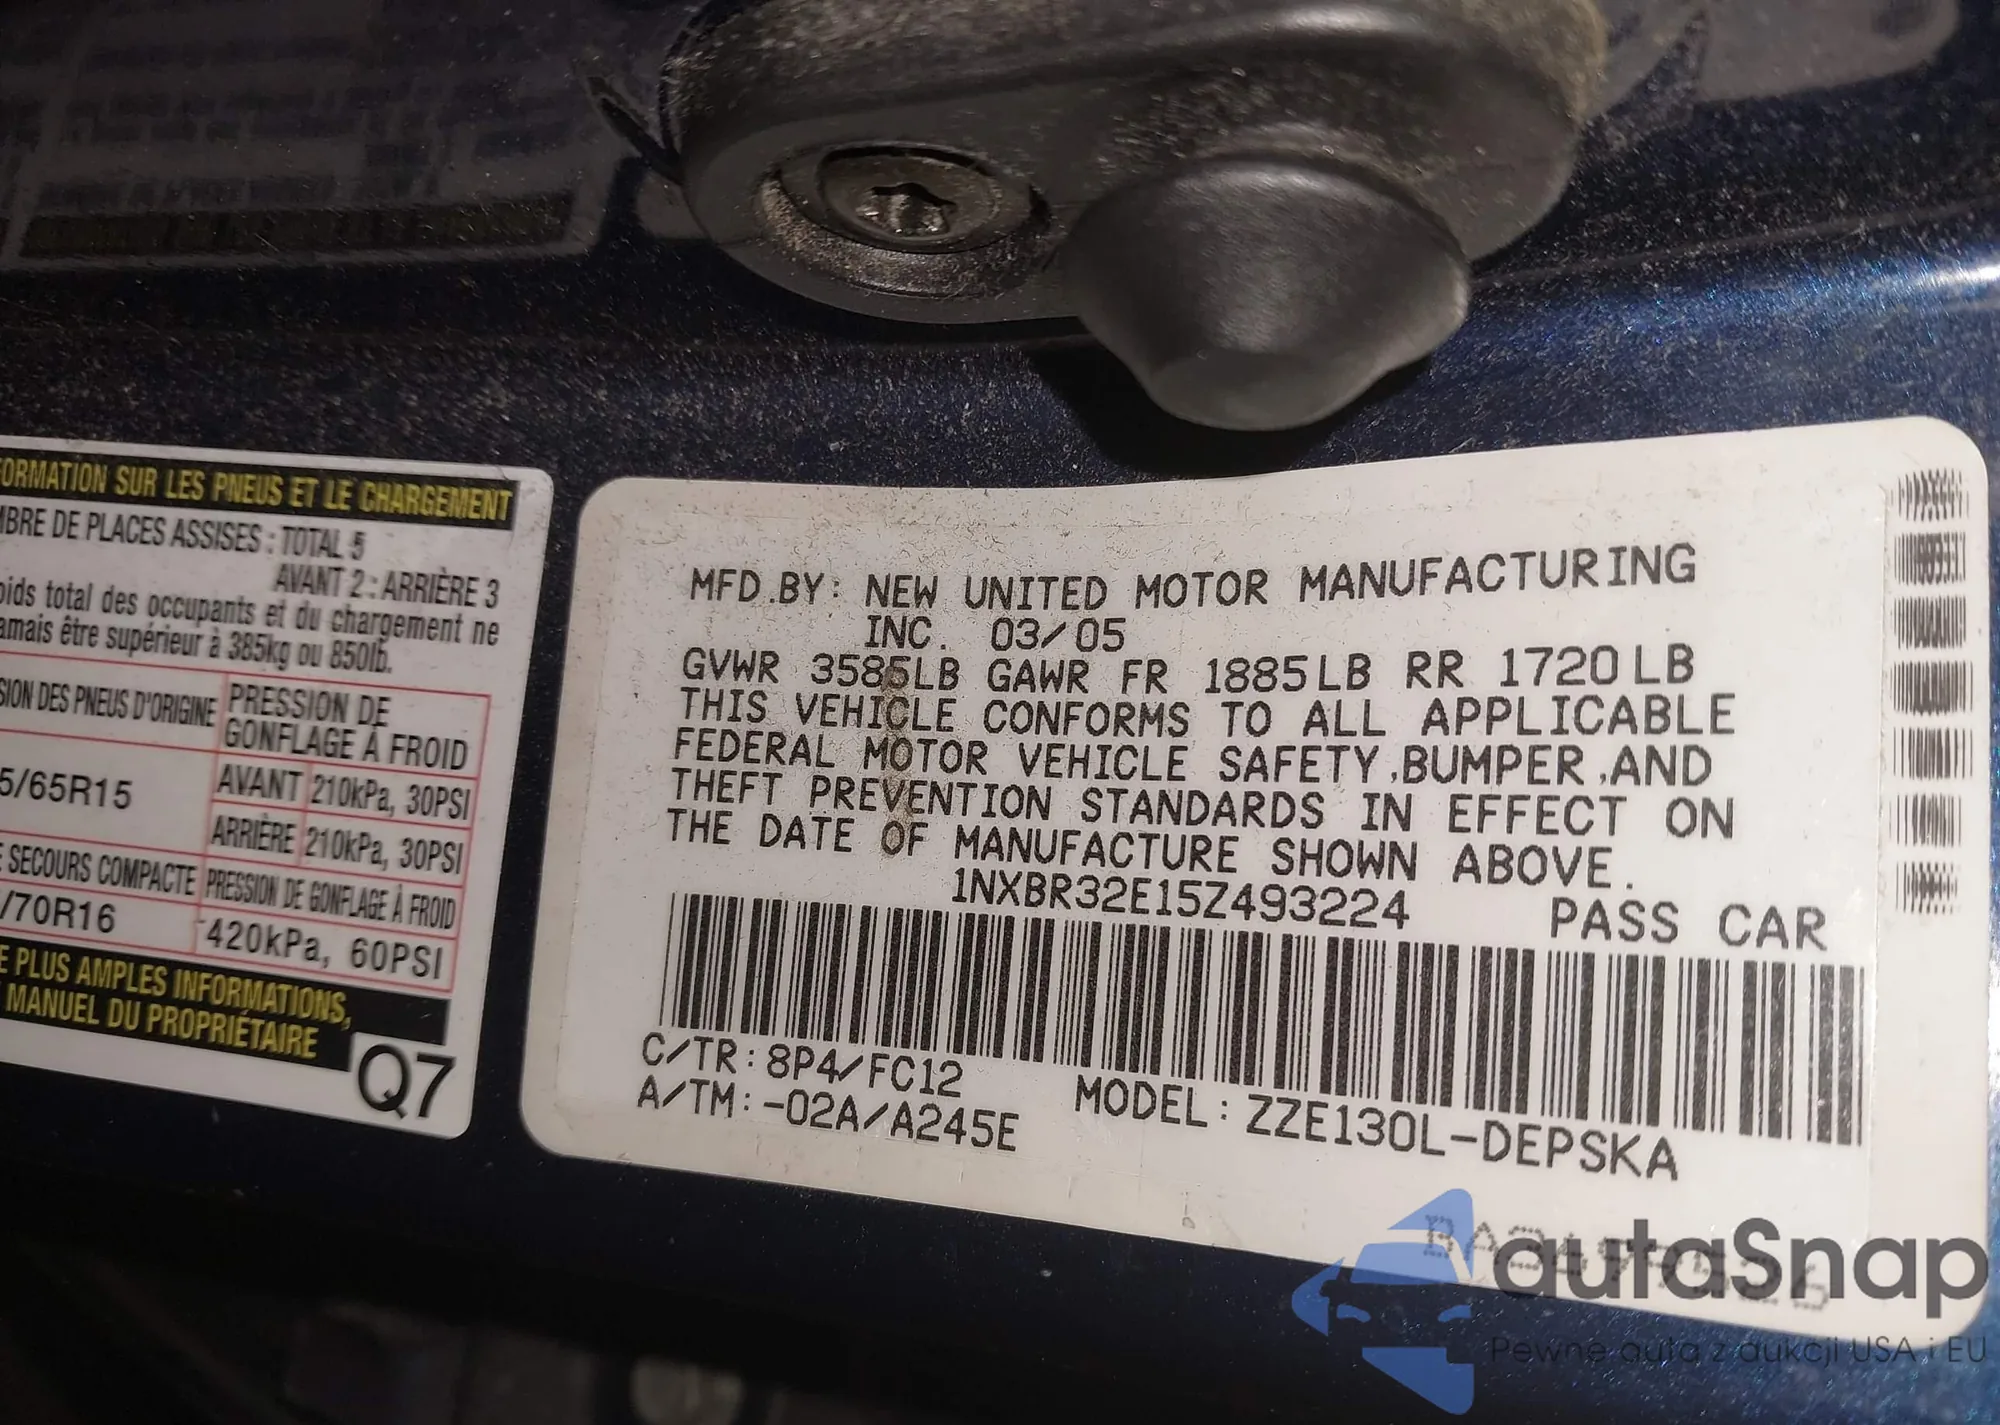 FORMATION SUR LES PNEUS ET LE CHARGEMENT
MBRE DE PLACES ASSISES : TOTAL 5
AVANT 2 : ARRIÈRE 3
oids total des occupants et du chargement ne
amais être supérieur à 385kg ou 850lb.
SION DES PNEUS D'ORIGINE
PRESSION DE
GONFLAGE À FROID
5/65R15
AVANT 210kPa, 30PSI
ARRIÈRE 210kPa, 30PSI
E SECOURS COMPACTE
PRESSION DE GONFLAGE À FROID
/70R16
420kPa, 60PSI
E PLUS AMPLES INFORMATIONS,
MANUEL DU PROPRIÉTAIRE
Q7
MFD.BY: NEW UNITED MOTOR MANUFACTURING
INC. 03/05
GVWR 3585LB GAWR FR 1885LB RR 1720LB
THIS VEHICLE CONFORMS TO ALL APPLICABLE
FEDERAL MOTOR VEHICLE SAFETY,BUMPER,AND
THEFT PREVENTION STANDARDS IN EFFECT ON
THE DATE OF MANUFACTURE SHOWN ABOVE.
1NXBR32E15Z493224 PASS CAR
C/TR:8P4/FC12
A/TM:-02A/A245E
MODEL:ZZE130L-DEPSKA
autaSnap
Pewne auta z aukcji USA i EU